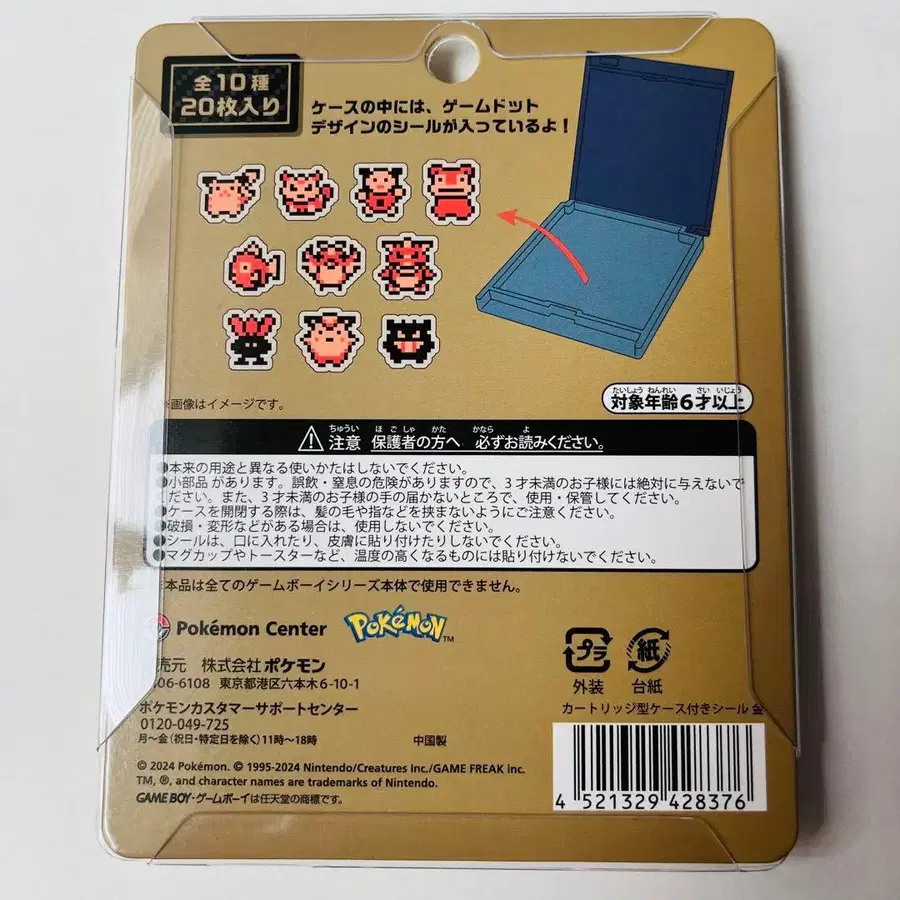 全10種
20枚入り
ケースの中には、ゲームドット
デザインのシールが入っているよ！
※画像はイメージです。
たいしょう ねんれい さい いじょう
対象年齢6才以上
ちゅうい ほごしゃ かた かなら よ
注意 保護者の方へ 必ずお読みください。
●本来の用途と異なる使いかたはしないでください。
●小部品 があります。誤飲・窒息の危険がありますので、3才未満のお子様には絶対に与えないで
ください。また、3才未満のお子様の手の届かないところで、使用・保管してください。
●ケースを開閉する際は、髪の毛や指などを挟まないようにご注意ください。
●破損・変形などがある場合は、使用しないでください。
●シールは、口に入れたり、皮膚に貼り付けたりしないでください。
●マグカップやトースターなど、温度の高くなるものには貼り付けないでください。
本品は全てのゲームボーイシリーズ本体で使用できません。
Pokémon Center POKéMON TM
売元 株式会社ポケモン
06-6108 東京都港区六本木6-10-1
ポケモンカスタマーサポートセンター
0120-049-725
月〜金（祝日・特定日を除く）11時〜18時 中国製
プラ 紙
外装 台紙
カートリッジ型ケース付きシール 金
© 2024 Pokémon. © 1995-2024 Nintendo/Creatures Inc./GAME FREAK inc.
TM, ®, and character names are trademarks of Nintendo.
GAME BOY・ゲームボーイは任天堂の商標です。
4 521329 428376